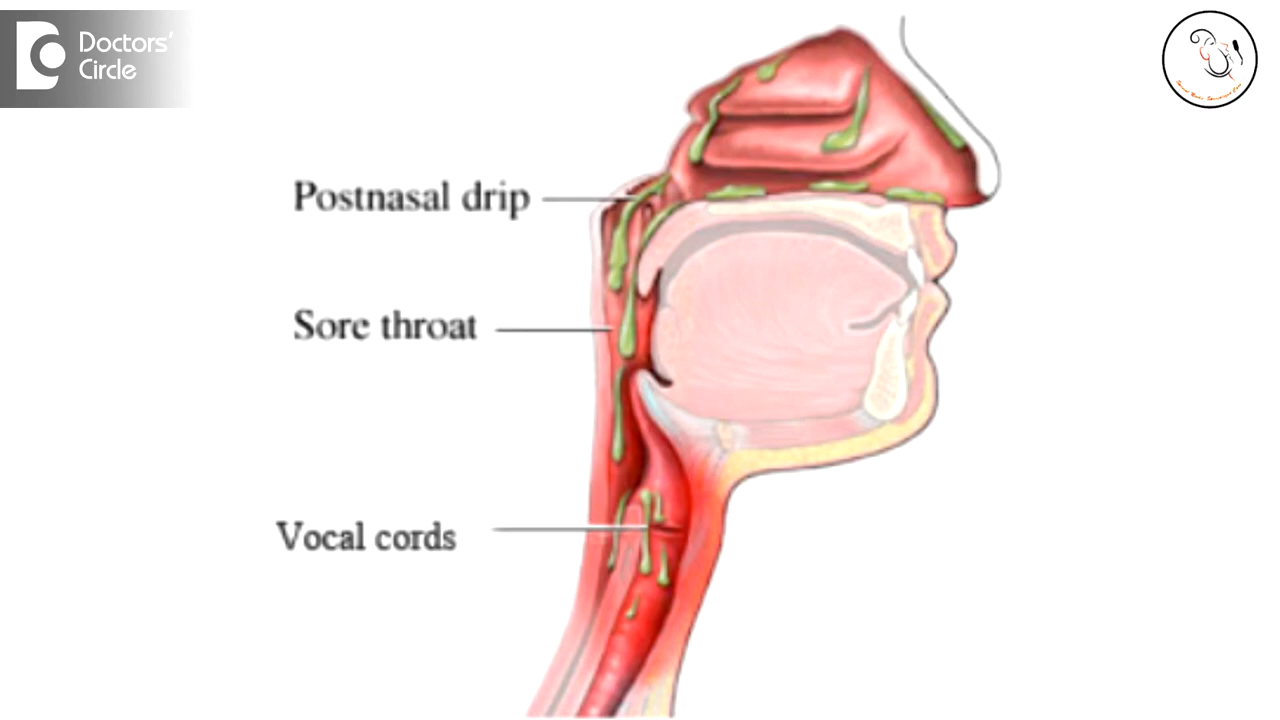 Doctors'
Circle
Postnasal drip
Sore throat
Vocal cords